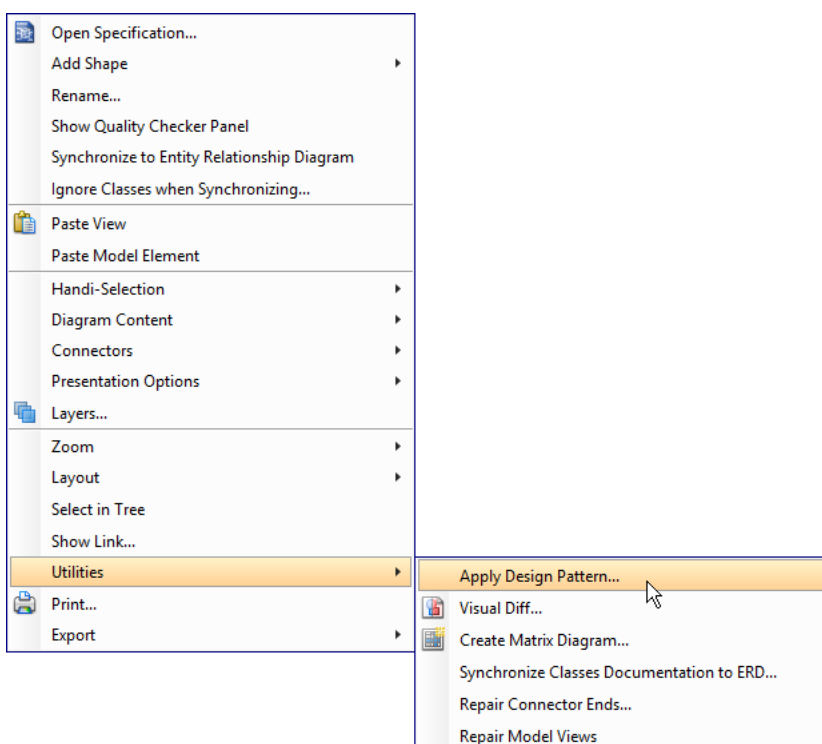 Open Specification...
Add Shape
Rename...
Show Quality Checker Panel
Synchronize to Entity Relationship Diagram
Ignore Classes when Synchronizing...
Paste View
Paste Model Element
Handi-Selection
Diagram Content
Connectors
Presentation Options
Layers...
Zoom
Layout
Select in Tree
Show Link...
Utilities
Print...
Export
Apply Design Pattern...
Visual Diff...
Create Matrix Diagram...
Synchronize Classes Documentation to ERD...
Repair Connector Ends...
Repair Model Views